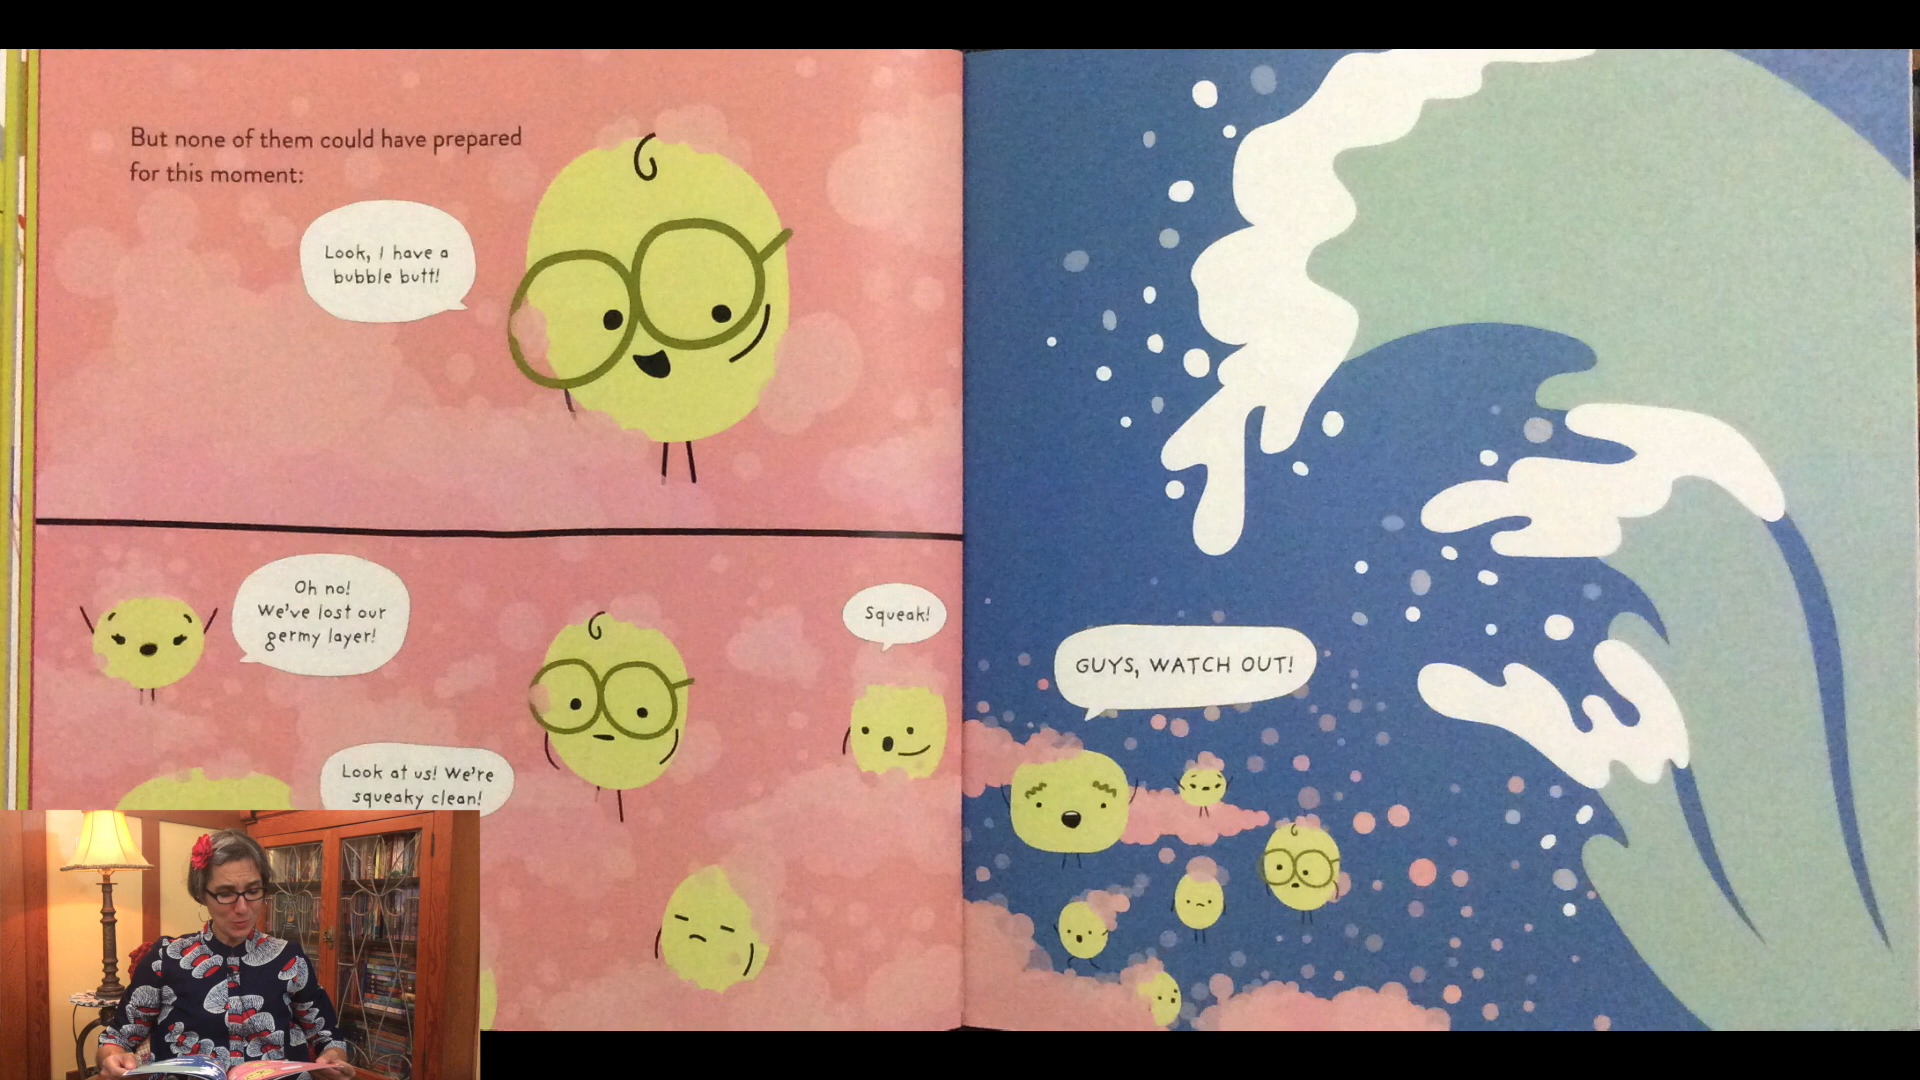 But none of them could have prepared
for this moment:
Look, I have a
bubble butt!
Oh no!
We've lost our
germy layer!
Squeak!
Look at us! We're
squeaky clean!
GUYS, WATCH OUT!